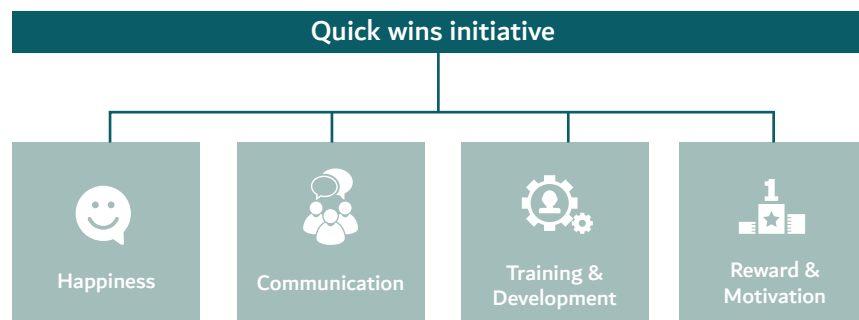 Quick wins initiative
Happiness
Communication
Training &
Development
1
Reward &
Motivation